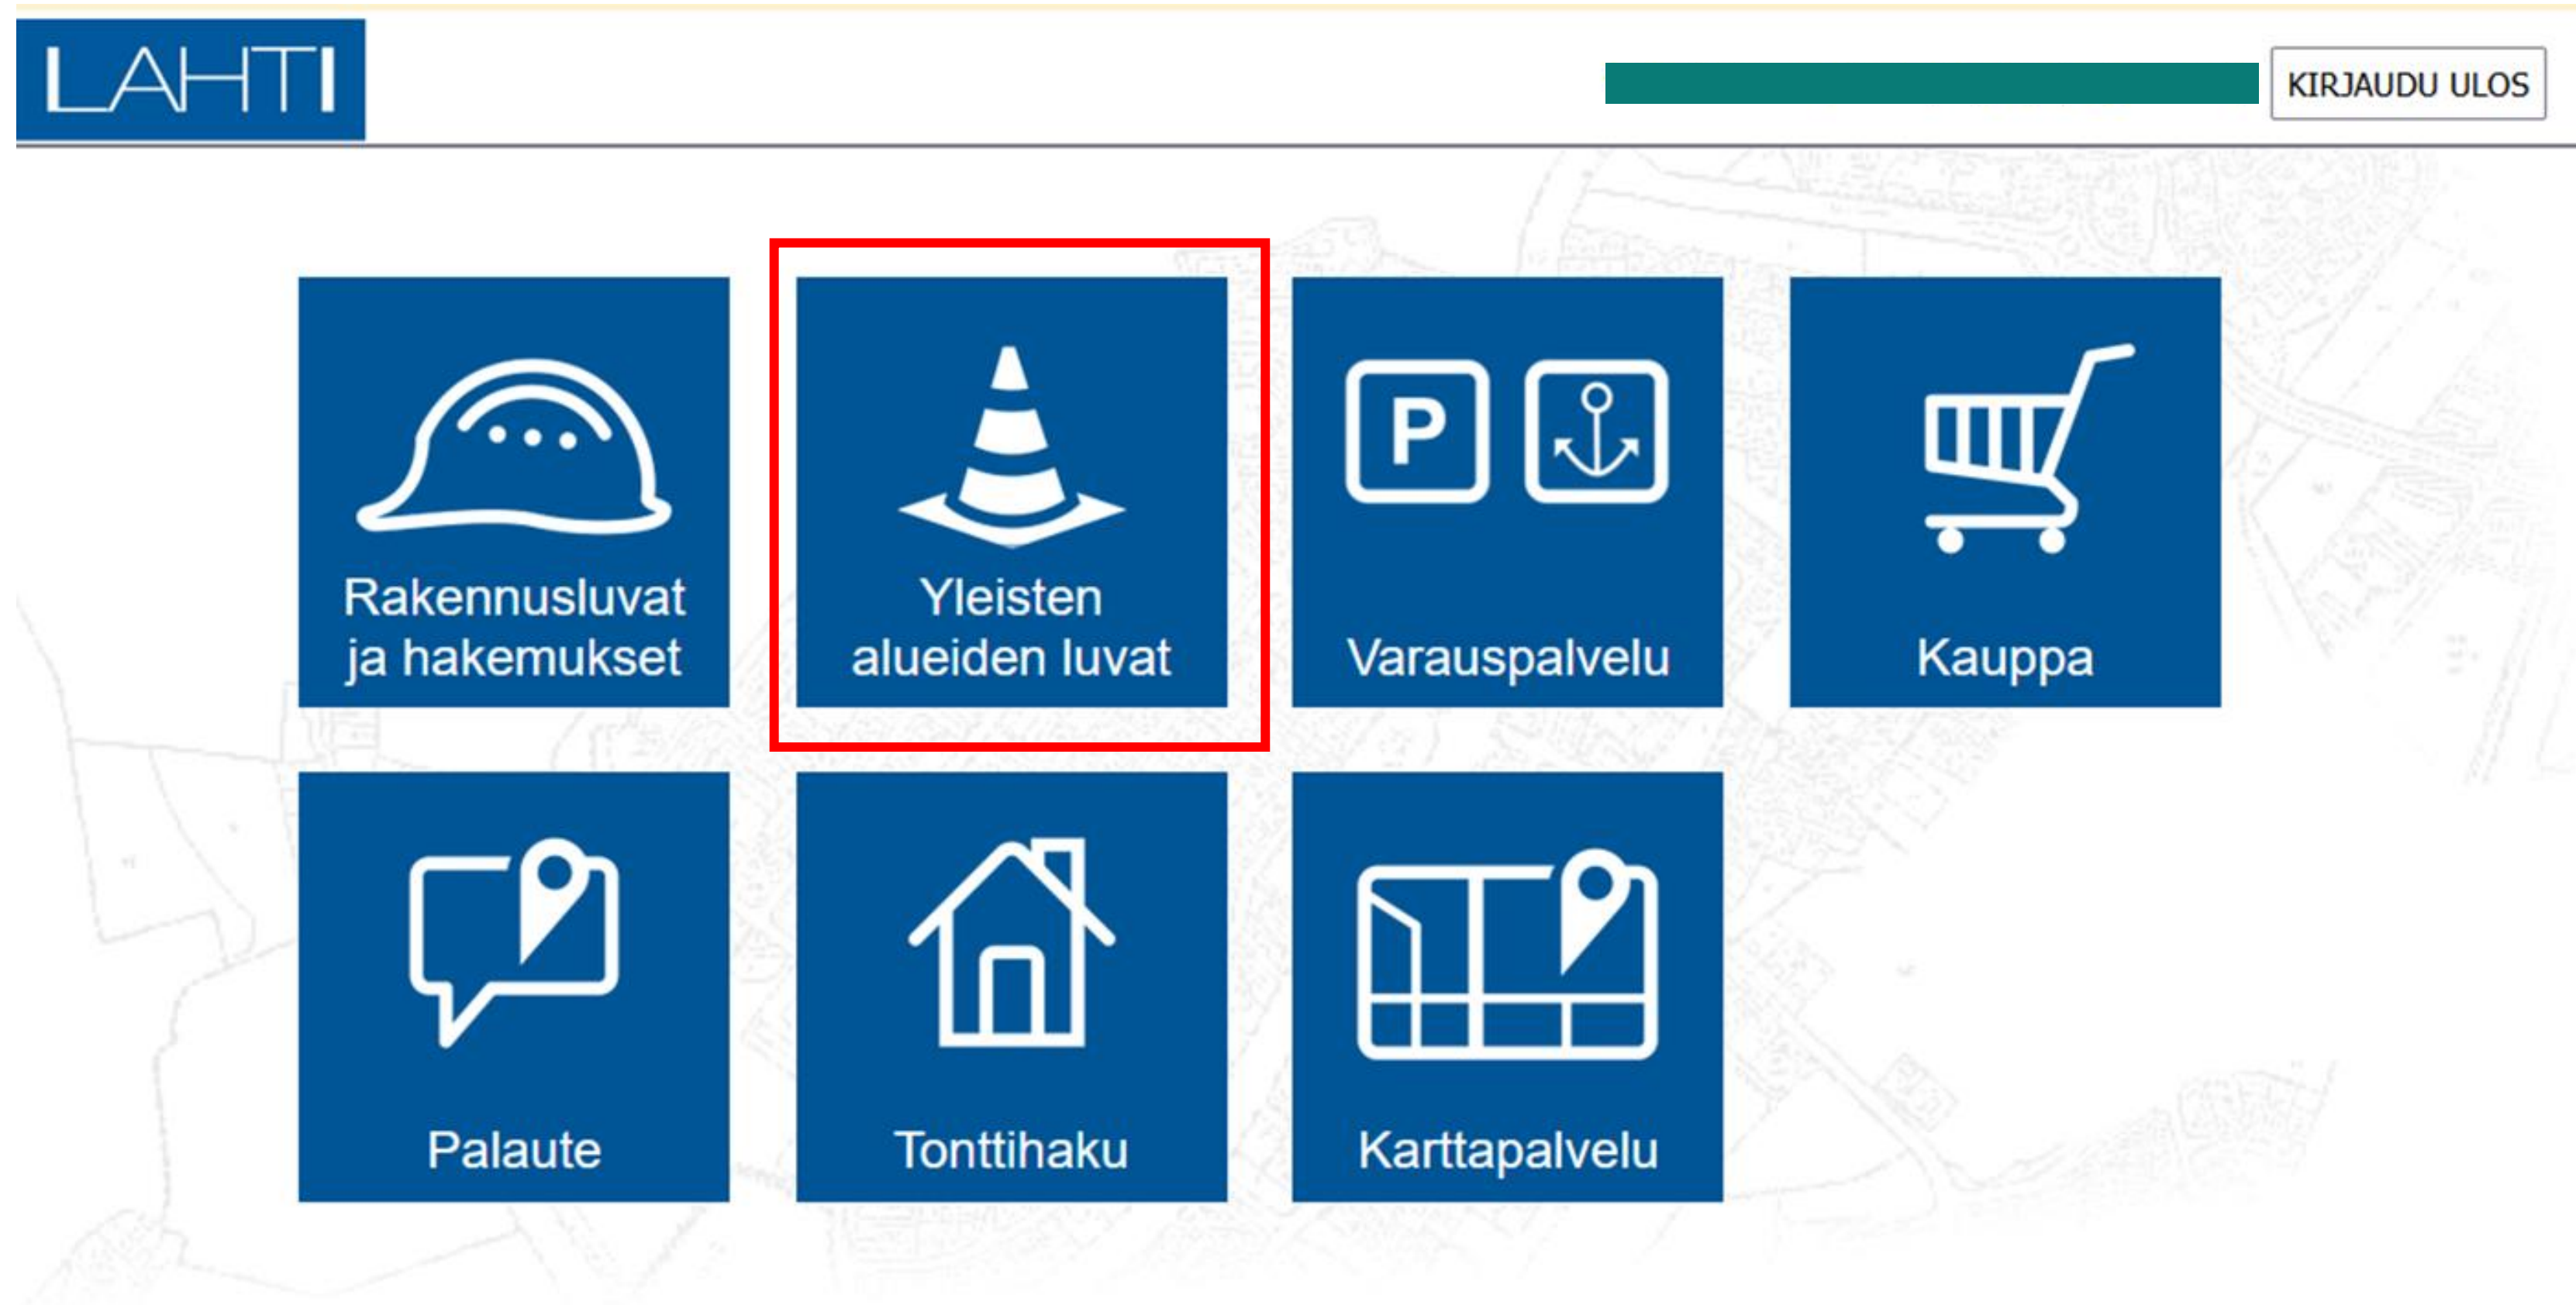 LAHTI
KIRJAUDU ULOS
Rakennusluvat
ja hakemukset
Yleisten
alueiden luvat
P
Varauspalvelu
Kauppa
Palaute
Tonttihaku
Karttapalvelu